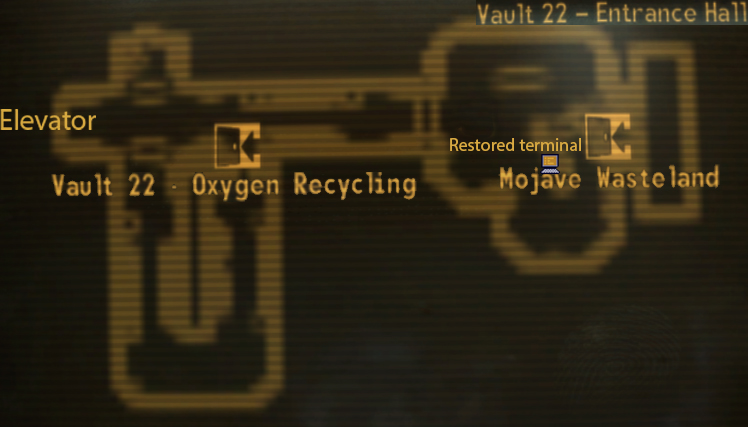 Vault 22 – Entrance Hall
Elevator
Restored terminal
Mojave Wasteland
Vault 22 · Oxygen Recycling